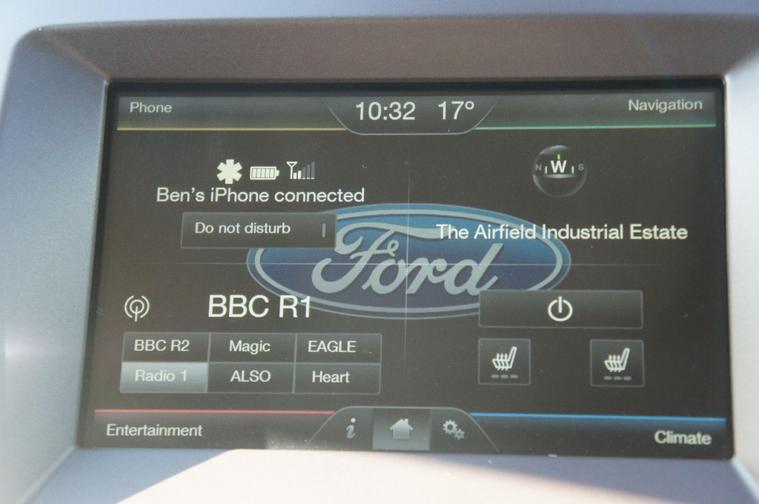 Phone
10:32 17°
Navigation
N W S
Ben's iPhone connected
Do not disturb
The Airfield Industrial Estate
Ford
BBC R1
BBC R2 Magic EAGLE
Radio 1 ALSO Heart
Entertainment
i
Climate